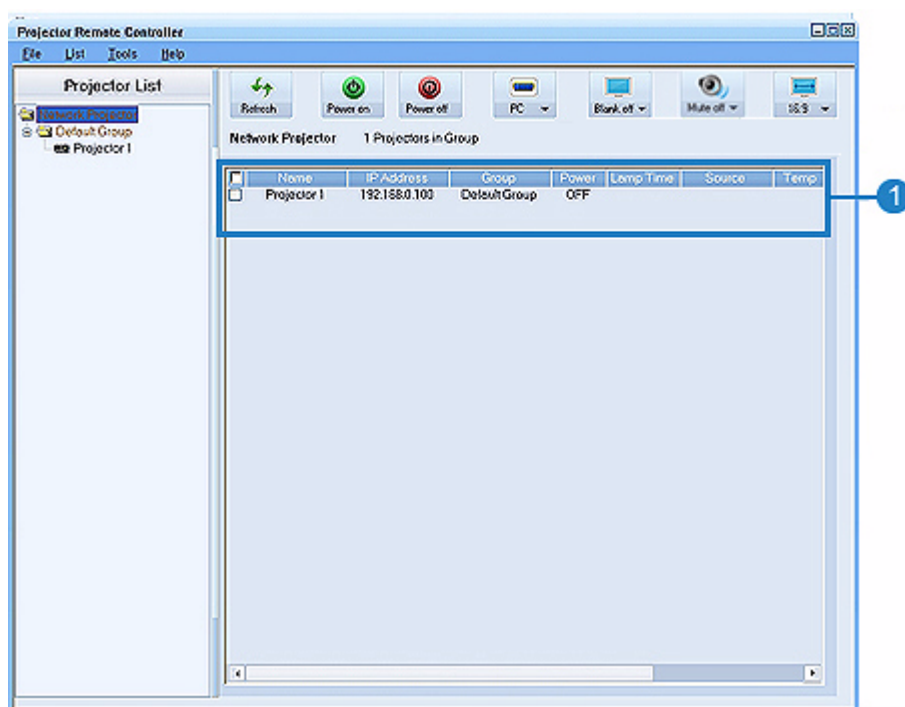 Projector Remote Controller
File List Tools Help
Projector List
Network Projector
Default Group
Projector 1
Refresh Power on Power off PC Blank off Mute off 16:9
Network Projector 1 Projectors in Group
Name IP Address Group Power Lamp Time Source Temp
Projector 1 192.168.0.100 Default Group OFF
1